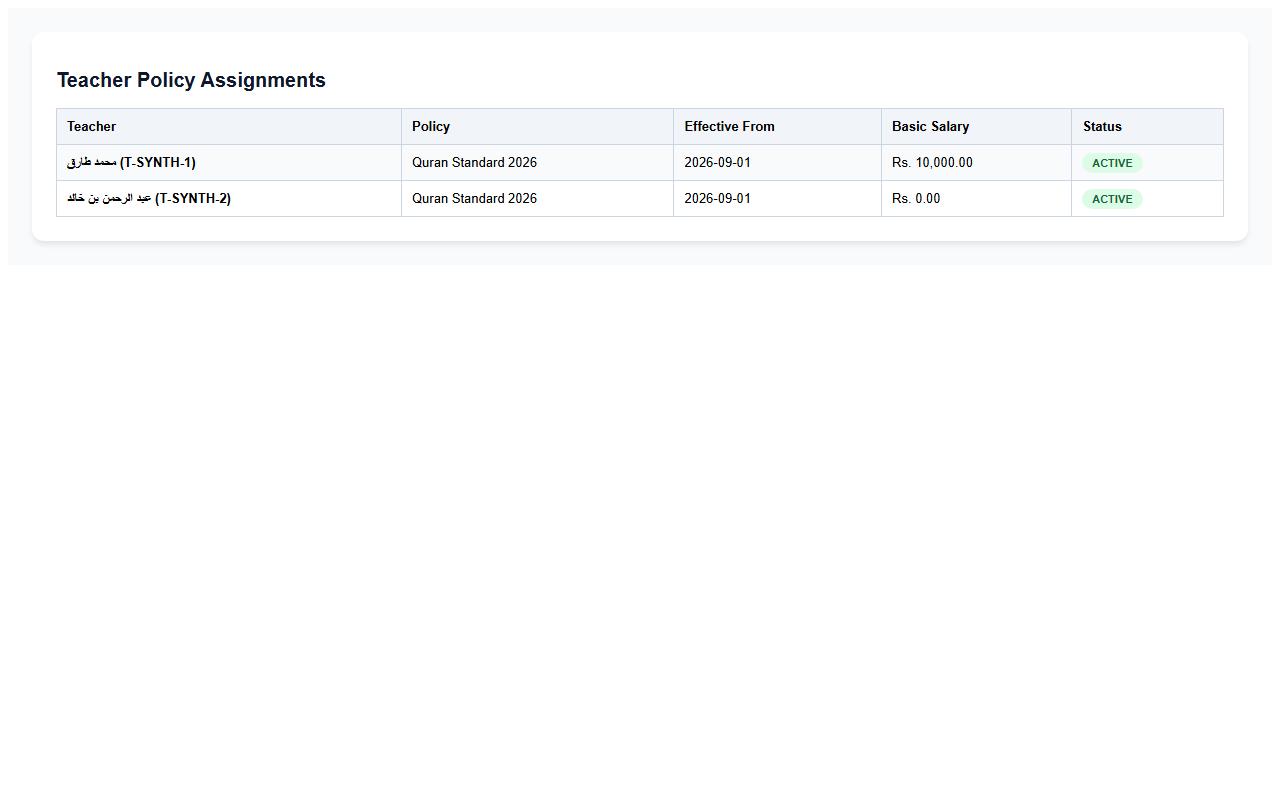 Teacher Policy Assignments
Teacher Policy Effective From Basic Salary Status
محمد طارق (T-SYNTH-1) Quran Standard 2026 2026-09-01 Rs. 10,000.00 ACTIVE
عبد الرحمن بن خالد (T-SYNTH-2) Quran Standard 2026 2026-09-01 Rs. 0.00 ACTIVE